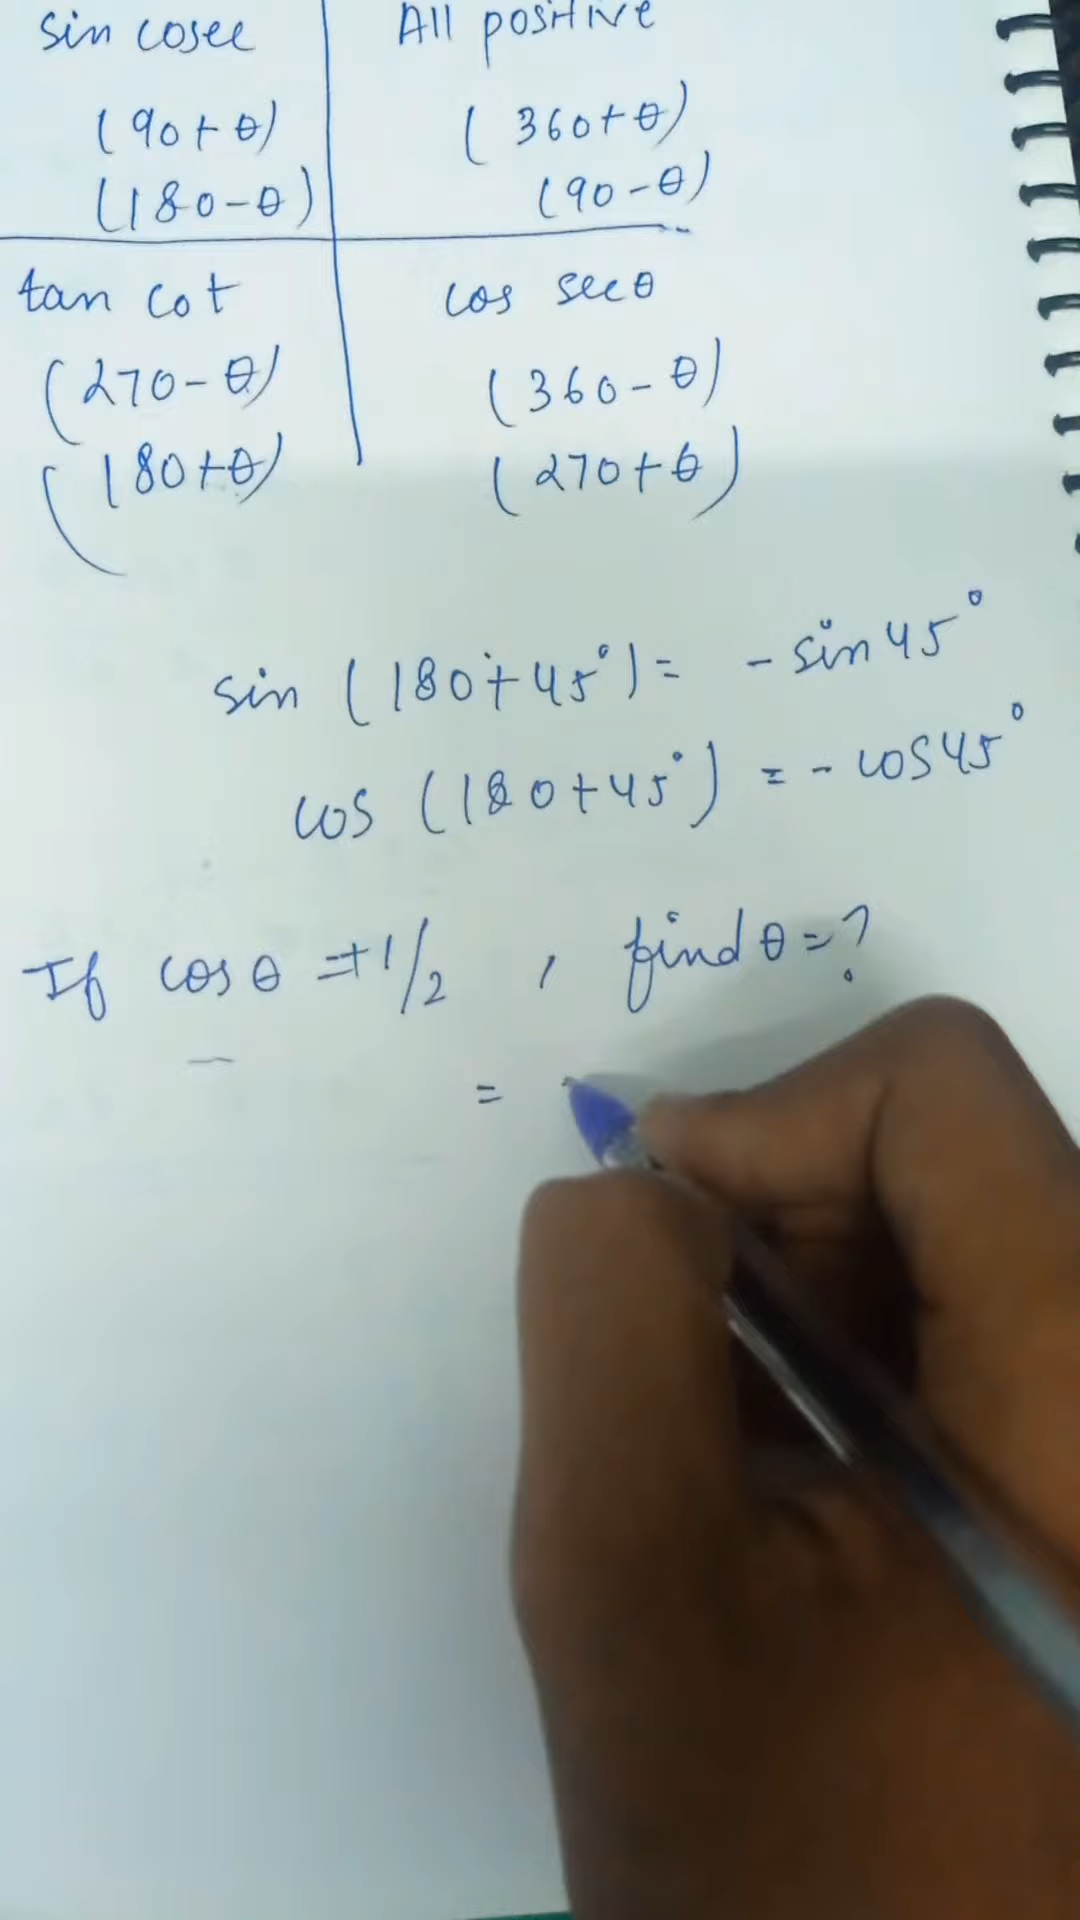 sin cosec
All positive
(90+θ)
(360+θ)
(180-θ)
(90-θ)
tan cot
cos secθ
(270-θ)
(360-θ)
(180+θ)
(270+θ)
sin (180°+45°) = - sin 45°
cos (180+45°) = - cos 45°
If cos θ = +1/2 , find θ = ?
=